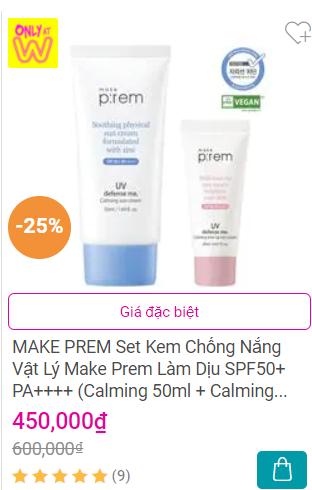 ONLY AT
W
make
p:rem
Soothing physical
sun cream
formulated
with zinc
UV
defense me.
Calming sun cream
VEGAN
make
p:rem
UV
defense me.
-25%
Giá đặc biệt
MAKE PREM Set Kem Chống Nắng
Vật Lý Make Prem Làm Dịu SPF50+
PA++++ (Calming 50ml + Calming...
450,000₫
600,000₫
(9)